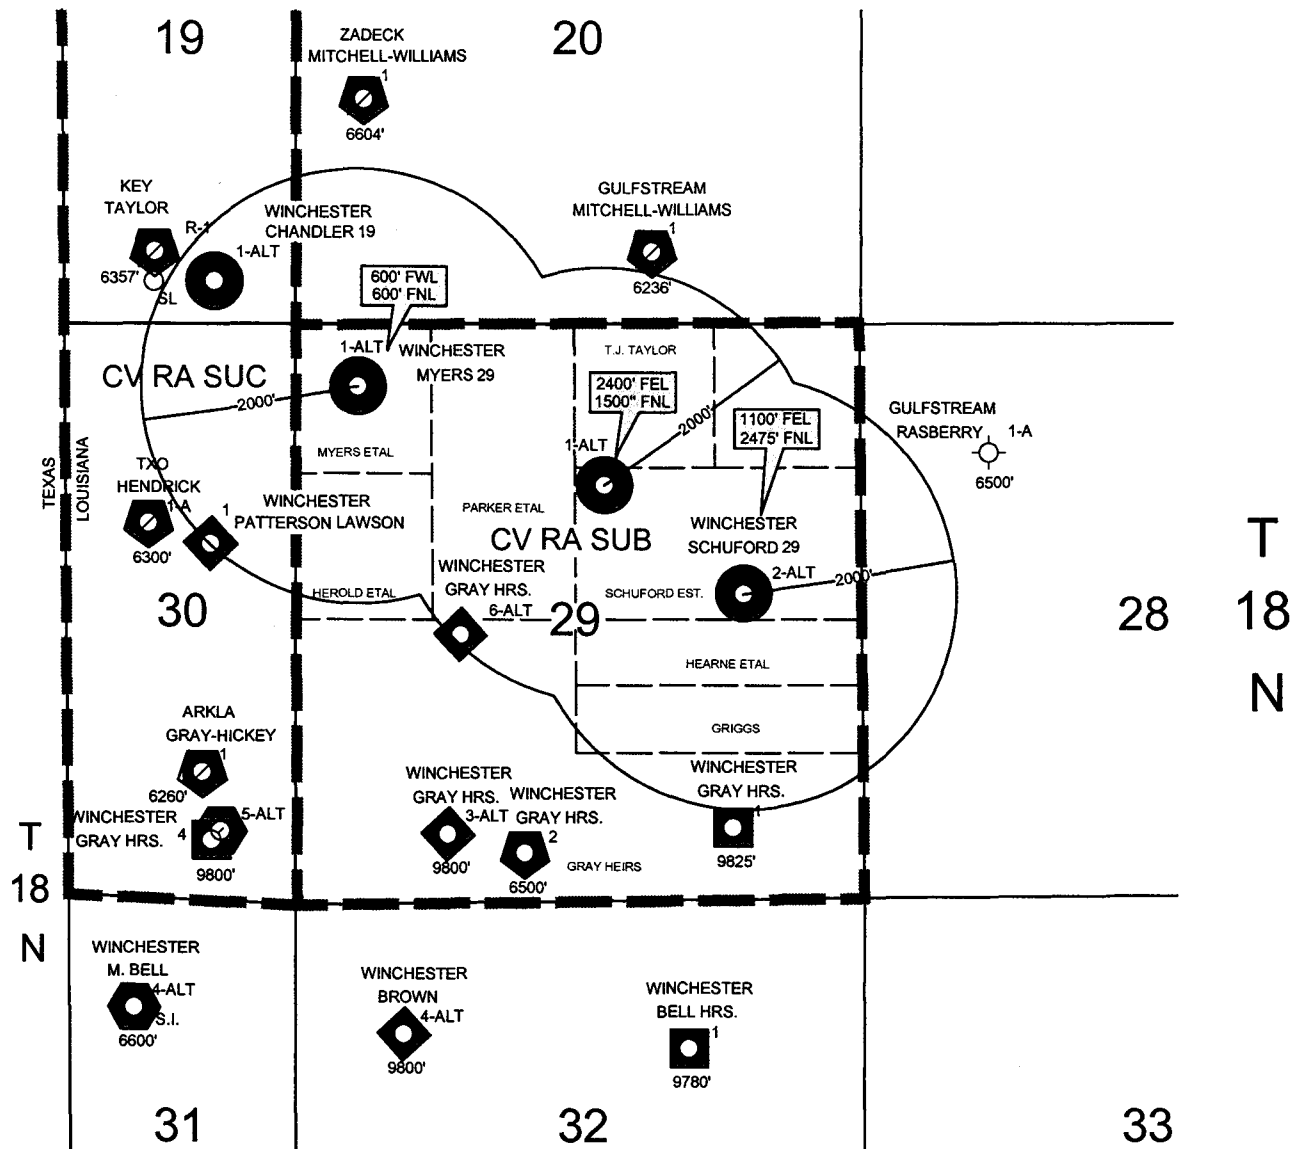 19
20
ZADECK
MITCHELL-WILLIAMS
1
6604'
KEY
TAYLOR
R-1
6357'
SL
WINCHESTER
CHANDLER 19
1-ALT
GULFSTREAM
MITCHELL-WILLIAMS
1
6236'
600' FWL
600' FNL
1-ALT
WINCHESTER
MYERS 29
CV RA SUC
2000'
T.J. TAYLOR
2400' FEL
1500" FNL
1-ALT
2000'
1100' FEL
2475' FNL
GULFSTREAM
RASBERRY
1-A
6500'
TEXAS
LOUISIANA
MYERS ETAL
TXO
HENDRICK
1-A
6300'
1
WINCHESTER
PATTERSON LAWSON
PARKER ETAL
CV RA SUB
WINCHESTER
SCHUFORD 29
2-ALT
2000'
T
18
N
WINCHESTER
GRAY HRS.
6-ALT
HEROLD ETAL
SCHUFORD EST.
30
29
28
HEARNE ETAL
GRIGGS
ARKLA
GRAY-HICKEY
1
6260'
WINCHESTER
GRAY HRS.
4
5-ALT
9800'
WINCHESTER
GRAY HRS.
3-ALT
9800'
WINCHESTER
GRAY HRS.
2
6500'
GRAY HEIRS
WINCHESTER
GRAY HRS.
1
9825'
T
18
N
WINCHESTER
M. BELL
4-ALT
S.I.
6600'
WINCHESTER
BROWN
4-ALT
9800'
WINCHESTER
BELL HRS.
1
9780'
31
32
33